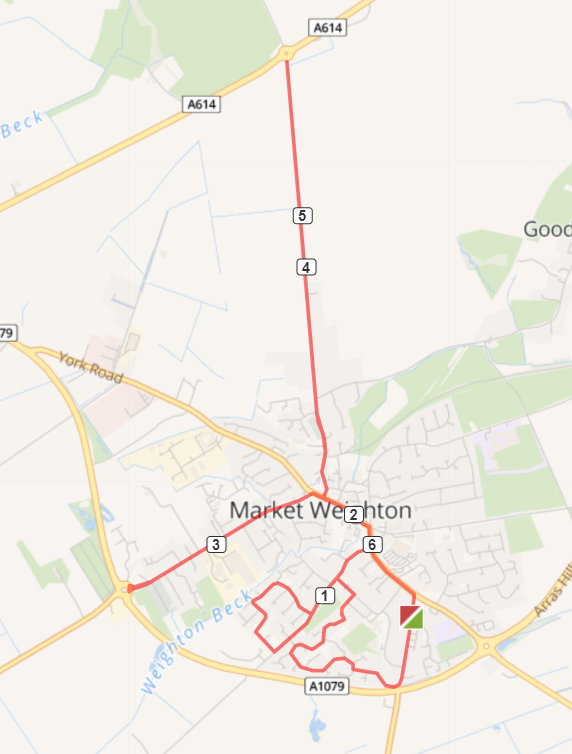 A614
A614
Beck
5
Good
4
79
York Road
Market Weighton
2
3
6
1
Arras Hill
Weighton Beck
A1079